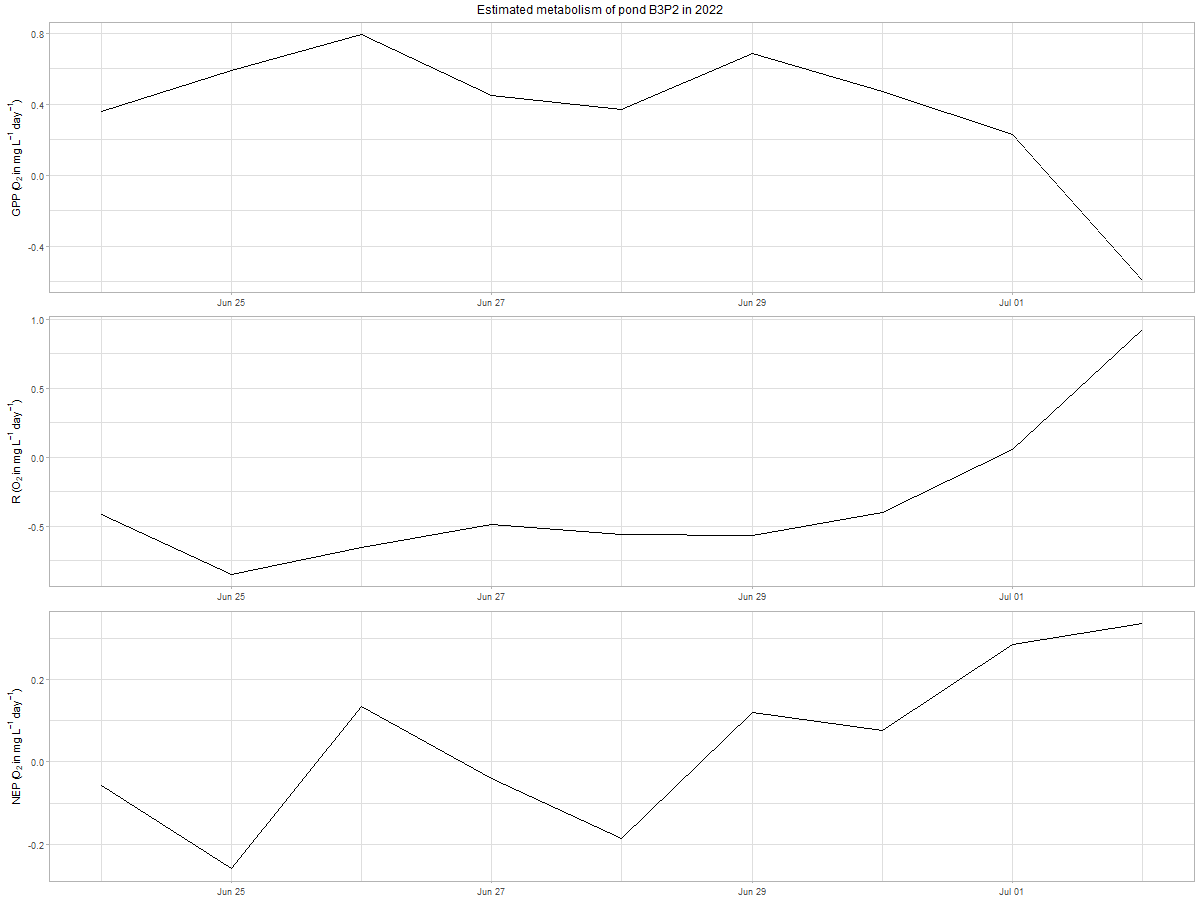 Estimated metabolism of pond B3P2 in 2022
GPP (O₂ in mg L⁻¹ day⁻¹)
0.8
0.4
0.0
-0.4
Jun 25 Jun 27 Jun 29 Jul 01
R (O₂ in mg L⁻¹ day⁻¹)
1.0
0.5
0.0
-0.5
Jun 25 Jun 27 Jun 29 Jul 01
NEP (O₂ in mg L⁻¹ day⁻¹)
0.2
0.0
-0.2
Jun 25 Jun 27 Jun 29 Jul 01